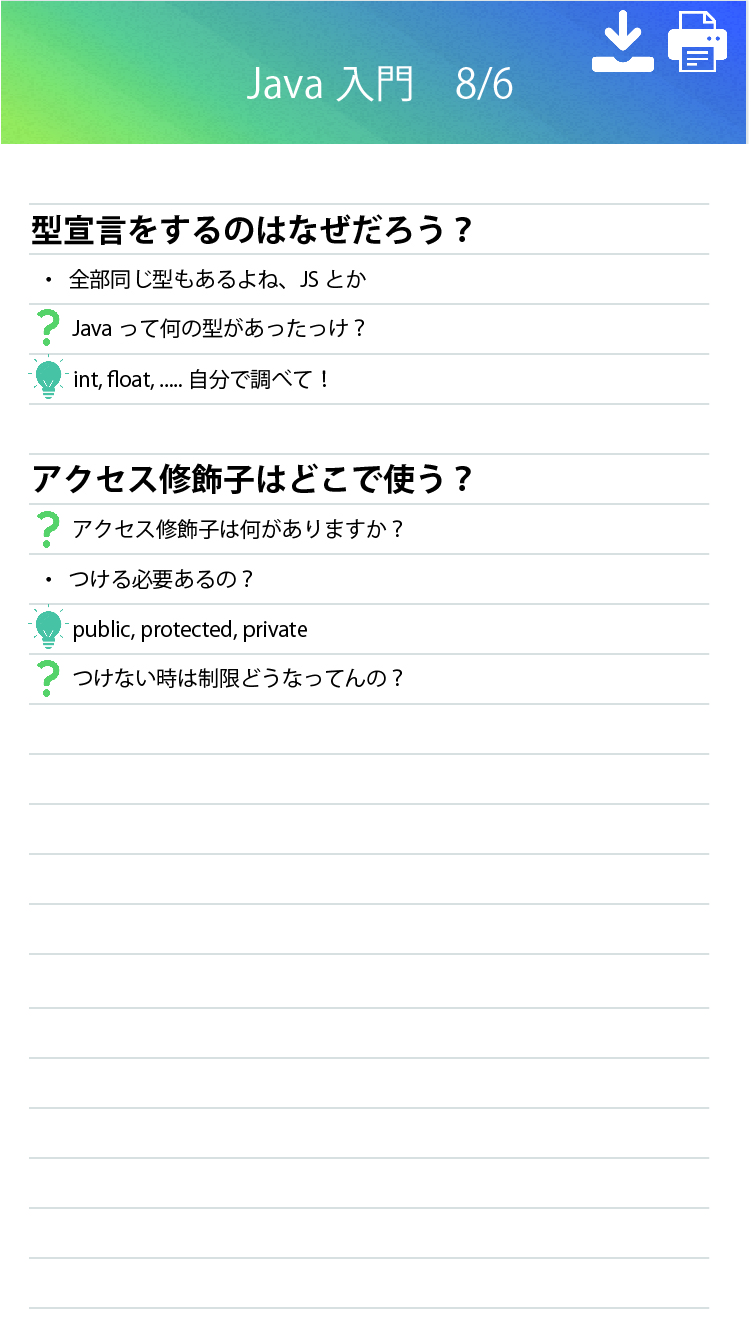 Java 入門　8/6
型宣言をするのはなぜだろう？
・ 全部同じ型もあるよね、JS とか
? Java って何の型があったっけ？
int, float, ..... 自分で調べて！
アクセス修飾子はどこで使う？
? アクセス修飾子は何がありますか？
・ つける必要あるの？
public, protected, private
? つけない時は制限どうなってんの？